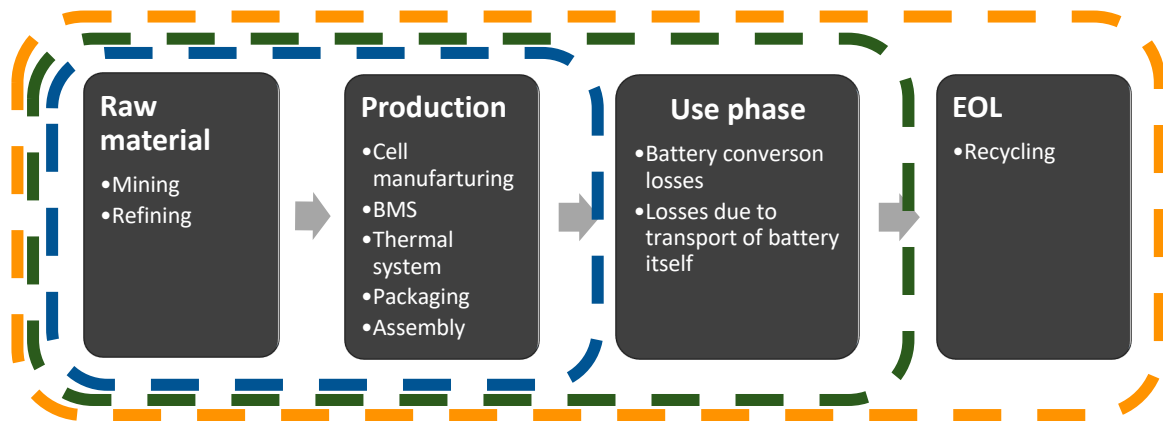 Raw
material
•Mining
•Refining
Production
•Cell
manufarturing
•BMS
•Thermal
system
•Packaging
•Assembly
Use phase
•Battery converson
losses
•Losses due to
transport of battery
itself
EOL
•Recycling